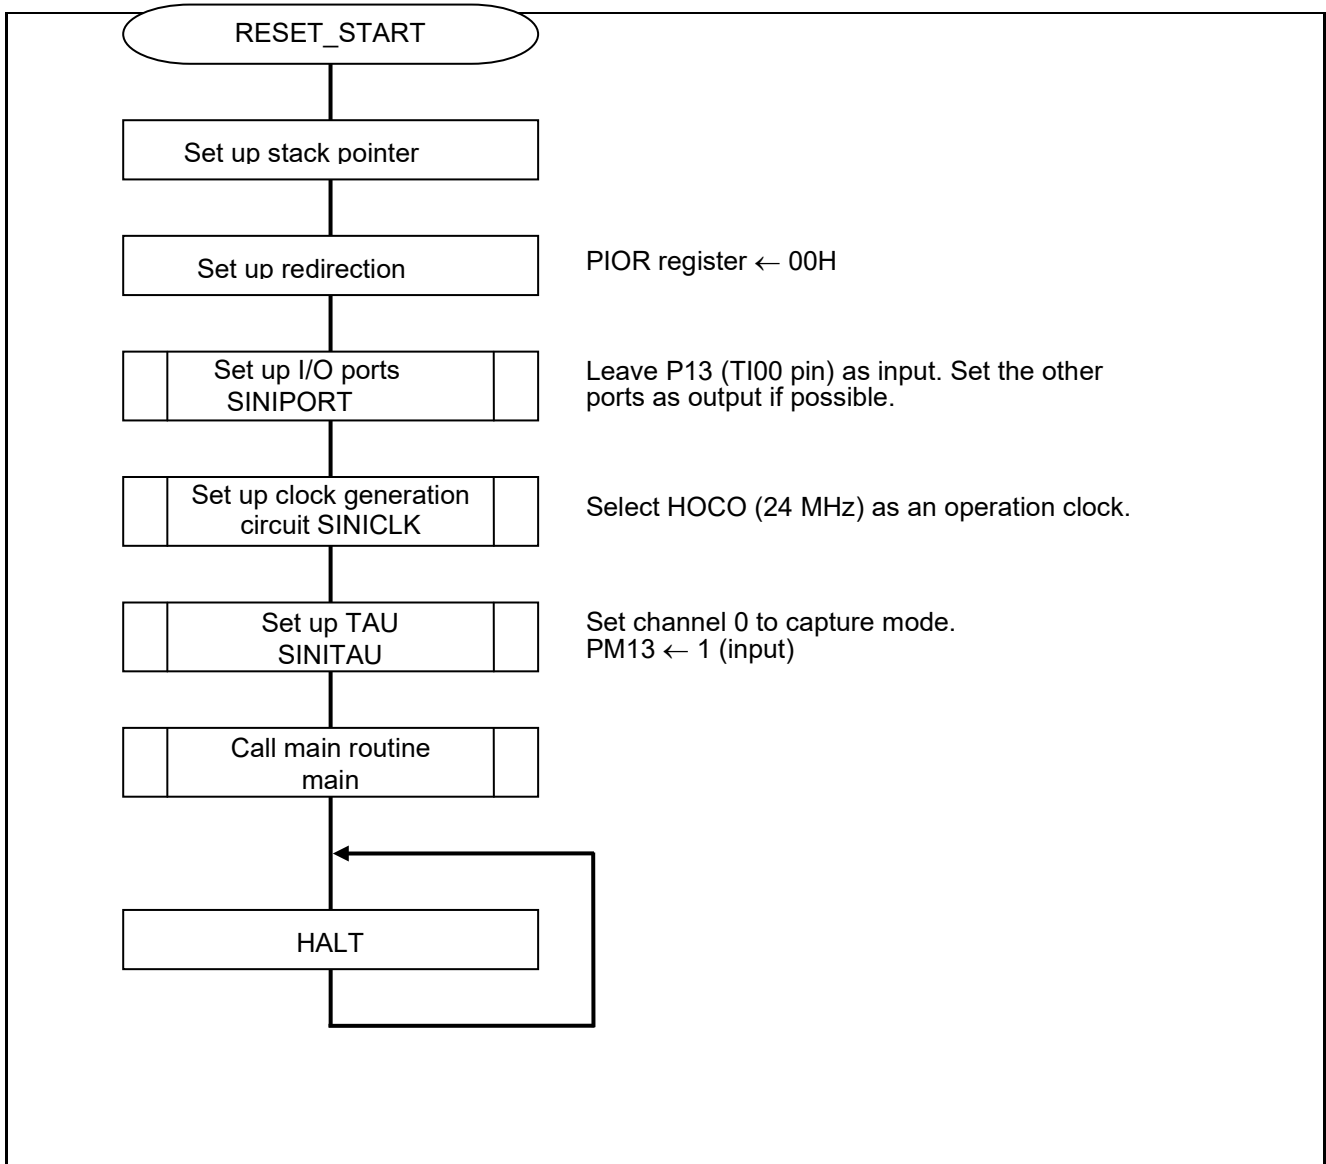 RESET_START
Set up stack pointer
Set up redirection
PIOR register ← 00H
Set up I/O ports
SINIPORT
Leave P13 (TI00 pin) as input. Set the other
ports as output if possible.
Set up clock generation
circuit SINICLK
Select HOCO (24 MHz) as an operation clock.
Set up TAU
SINITAU
Set channel 0 to capture mode.
PM13 ← 1 (input)
Call main routine
main
HALT